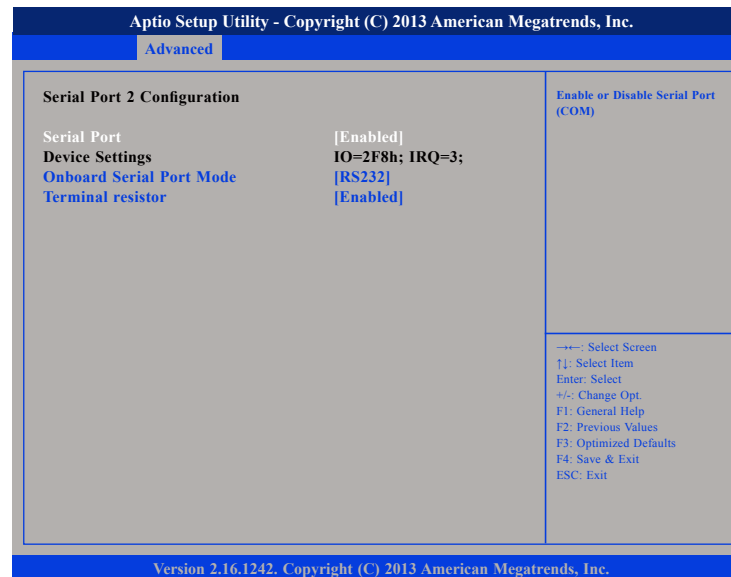 Aptio Setup Utility - Copyright (C) 2013 American Megatrends, Inc.
Advanced
Serial Port 2 Configuration
Serial Port [Enabled]
Device Settings IO=2F8h; IRQ=3;
Onboard Serial Port Mode [RS232]
Terminal resistor [Enabled]
Enable or Disable Serial Port
(COM)
→←: Select Screen
↑↓: Select Item
Enter: Select
+/-: Change Opt.
F1: General Help
F2: Previous Values
F3: Optimized Defaults
F4: Save & Exit
ESC: Exit
Version 2.16.1242. Copyright (C) 2013 American Megatrends, Inc.